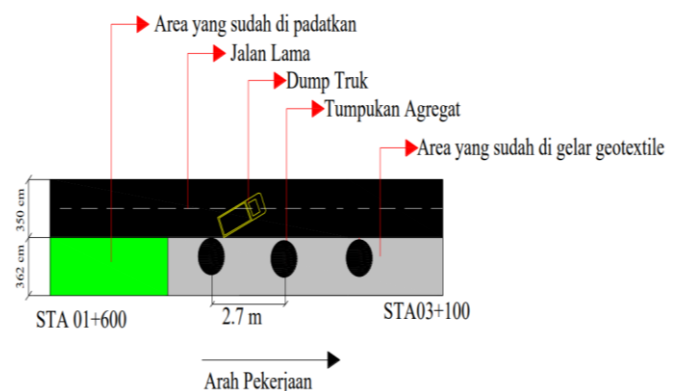 Area yang sudah di padatkan
Jalan Lama
Dump Truk
Tumpukan Agregat
Area yang sudah di gelar geotextile
350 cm
362 cm
STA 01+600
2.7 m
STA03+100
Arah Pekerjaan